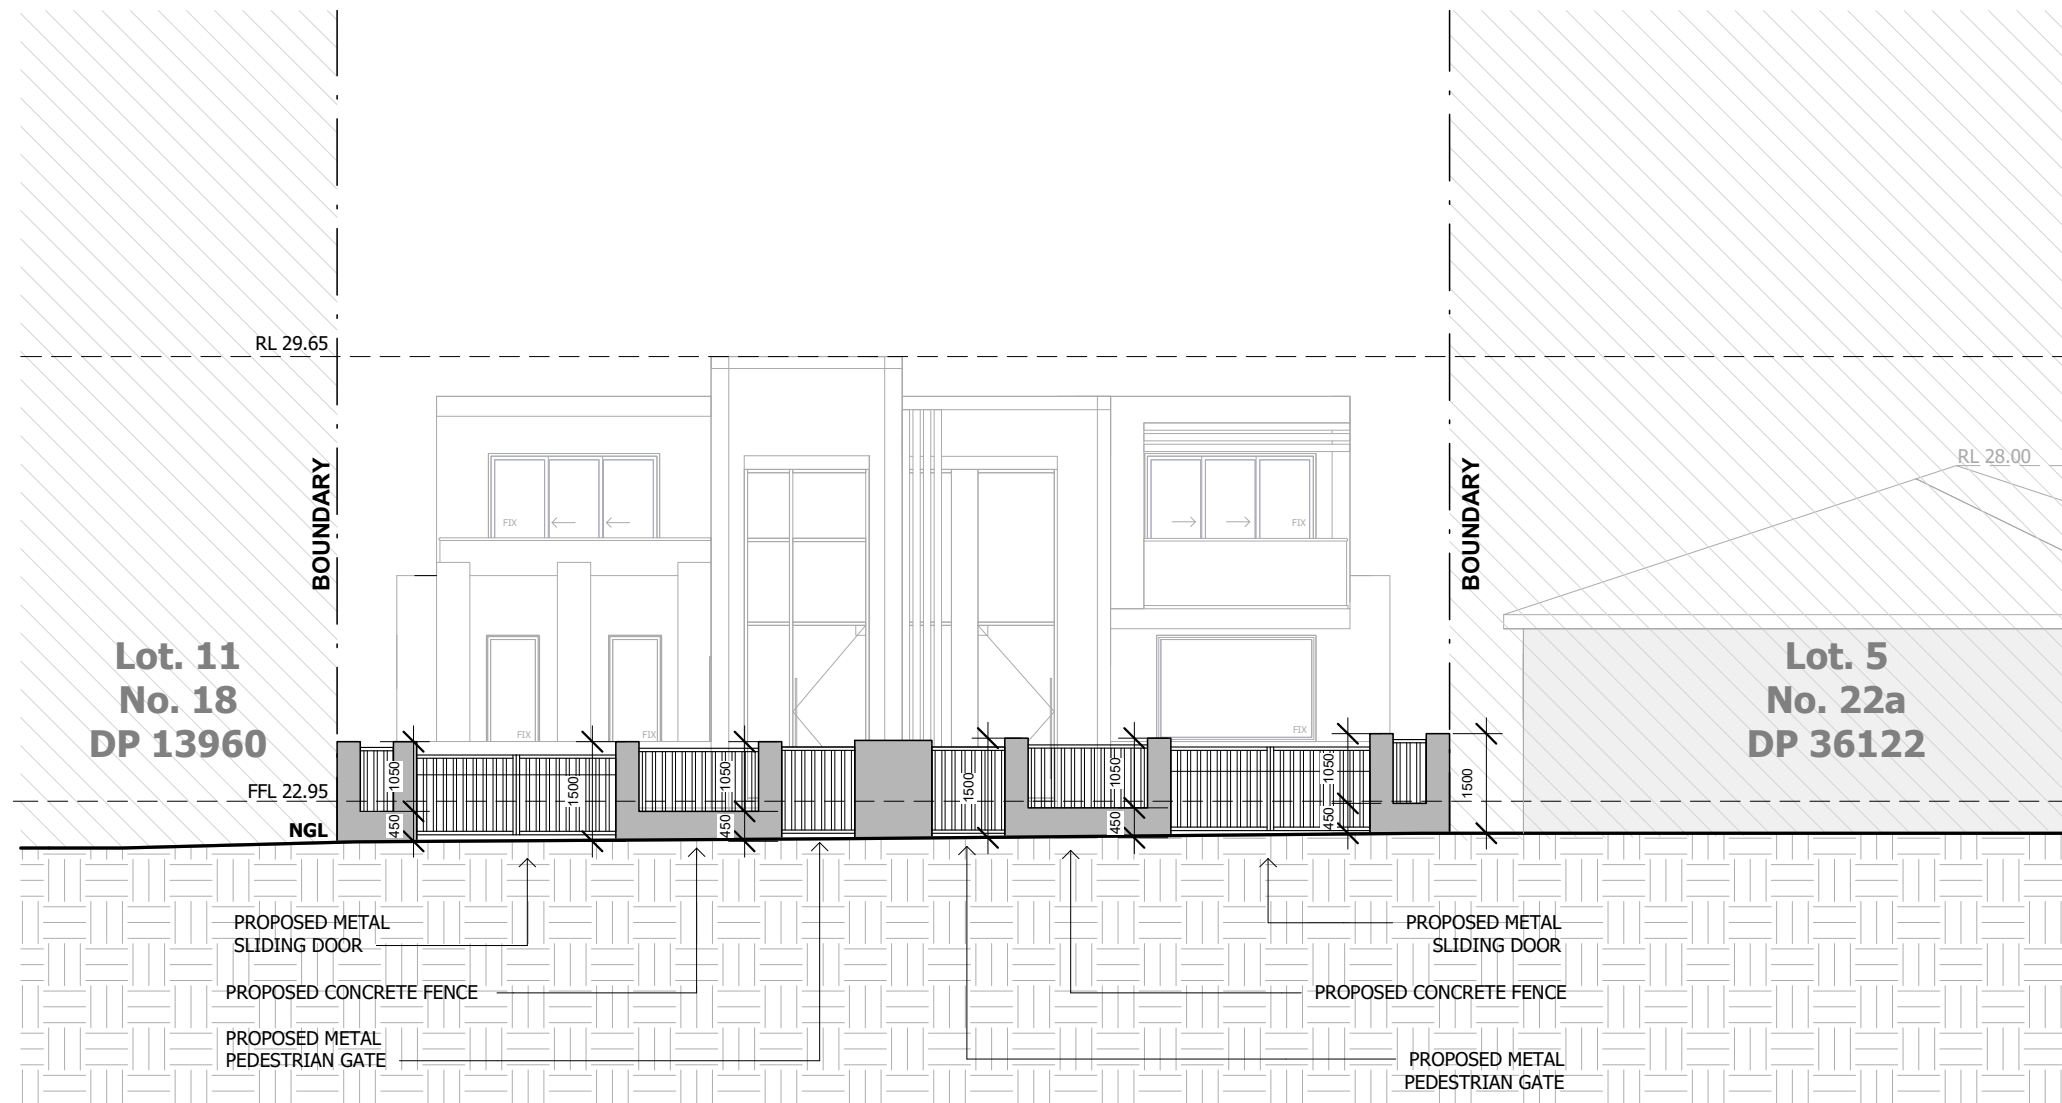 RL 29.65
RL 28.00
BOUNDARY
BOUNDARY
FIX
FIX
Lot. 11
No. 18
DP 13960
Lot. 5
No. 22a
DP 36122
FIX
FIX
FIX
FFL 22.95
NGL
1050
450
1500
1050
450
1500
1050
450
1050
450
1500
PROPOSED METAL
SLIDING DOOR
PROPOSED METAL
SLIDING DOOR
PROPOSED CONCRETE FENCE
PROPOSED CONCRETE FENCE
PROPOSED METAL
PEDESTRIAN GATE
PROPOSED METAL
PEDESTRIAN GATE